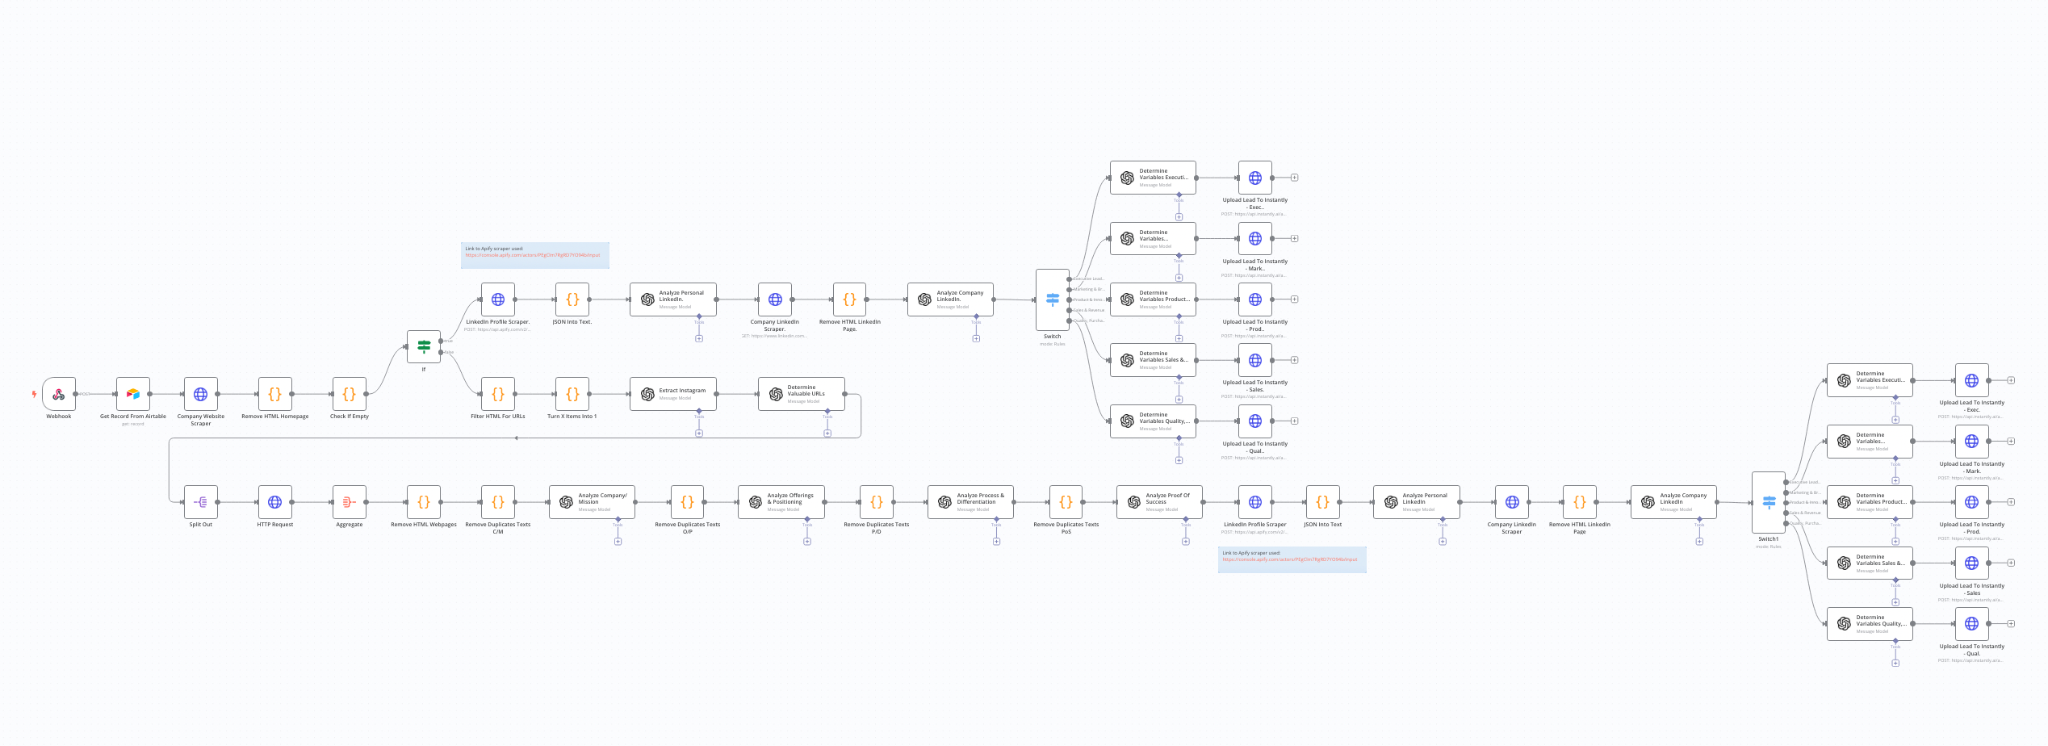 Determine
Variables Executi...
Message Model
Tools
Upload Lead To Instantly
- Exec..
POST: https://api.instantly.ai/a...
Determine
Variables...
Message Model
Tools
Upload Lead To Instantly
- Mark..
POST: https://api.instantly.ai/a...
Link to Apify scraper used
LinkedIn Profile Scraper.
JSON Into Text.
Analyze Personal
LinkedIn.
Message Model
Tools
Company LinkedIn
Scraper.
GET: https://www.linkedin.com...
Remove HTML LinkedIn
Page.
Analyze Company
LinkedIn.
Message Model
Tools
Switch
mode: Rules
Determine
Variables Product...
Message Model
Tools
Upload Lead To Instantly
- Prod..
POST: https://api.instantly.ai/a...
Determine
Variables Sales &...
Message Model
Tools
Upload Lead To Instantly
- Sales.
POST: https://api.instantly.ai/a...
Determine
Variables Quality,...
Message Model
Tools
Upload Lead To Instantly
- Qual..
POST: https://api.instantly.ai/a...
If
true
false
Webhook
POST
Get Record From Airtable
get: record
Company Website
Scraper
Remove HTML Homepage
Check If Empty
Filter HTML For URLs
Turn X Items Into 1
Extract Instagram
Message Model
Tools
Determine
Valuable URLs
Message Model
Tools
Split Out
HTTP Request
Aggregate
Remove HTML Webpages
Remove Duplicates Texts
C/M
Analyze Company/
Mission
Message Model
Tools
Remove Duplicates Texts
O/P
Analyze Offerings
& Positioning
Message Model
Tools
Remove Duplicates Texts
P/D
Analyze Process &
Differentiation
Message Model
Tools
Remove Duplicates Texts
PoS
Analyze Proof Of
Success
Message Model
Tools
LinkedIn Profile Scraper
JSON Into Text
Analyze Personal
LinkedIn
Message Model
Tools
Company LinkedIn
Scraper
Remove HTML LinkedIn
Page
Analyze Company
LinkedIn
Message Model
Tools
Link to Apify scraper used
Switch1
mode: Rules
Determine
Variables Executi...
Message Model
Tools
Upload Lead To Instantly
- Exec.
POST: https://api.instantly.ai/a...
Determine
Variables...
Message Model
Tools
Upload Lead To Instantly
- Mark.
POST: https://api.instantly.ai/a...
Determine
Variables Product...
Message Model
Tools
Upload Lead To Instantly
- Prod.
POST: https://api.instantly.ai/a...
Determine
Variables Sales &...
Message Model
Tools
Upload Lead To Instantly
- Sales
POST: https://api.instantly.ai/a...
Determine
Variables Quality,...
Message Model
Tools
Upload Lead To Instantly
- Qual.
POST: https://api.instantly.ai/a...